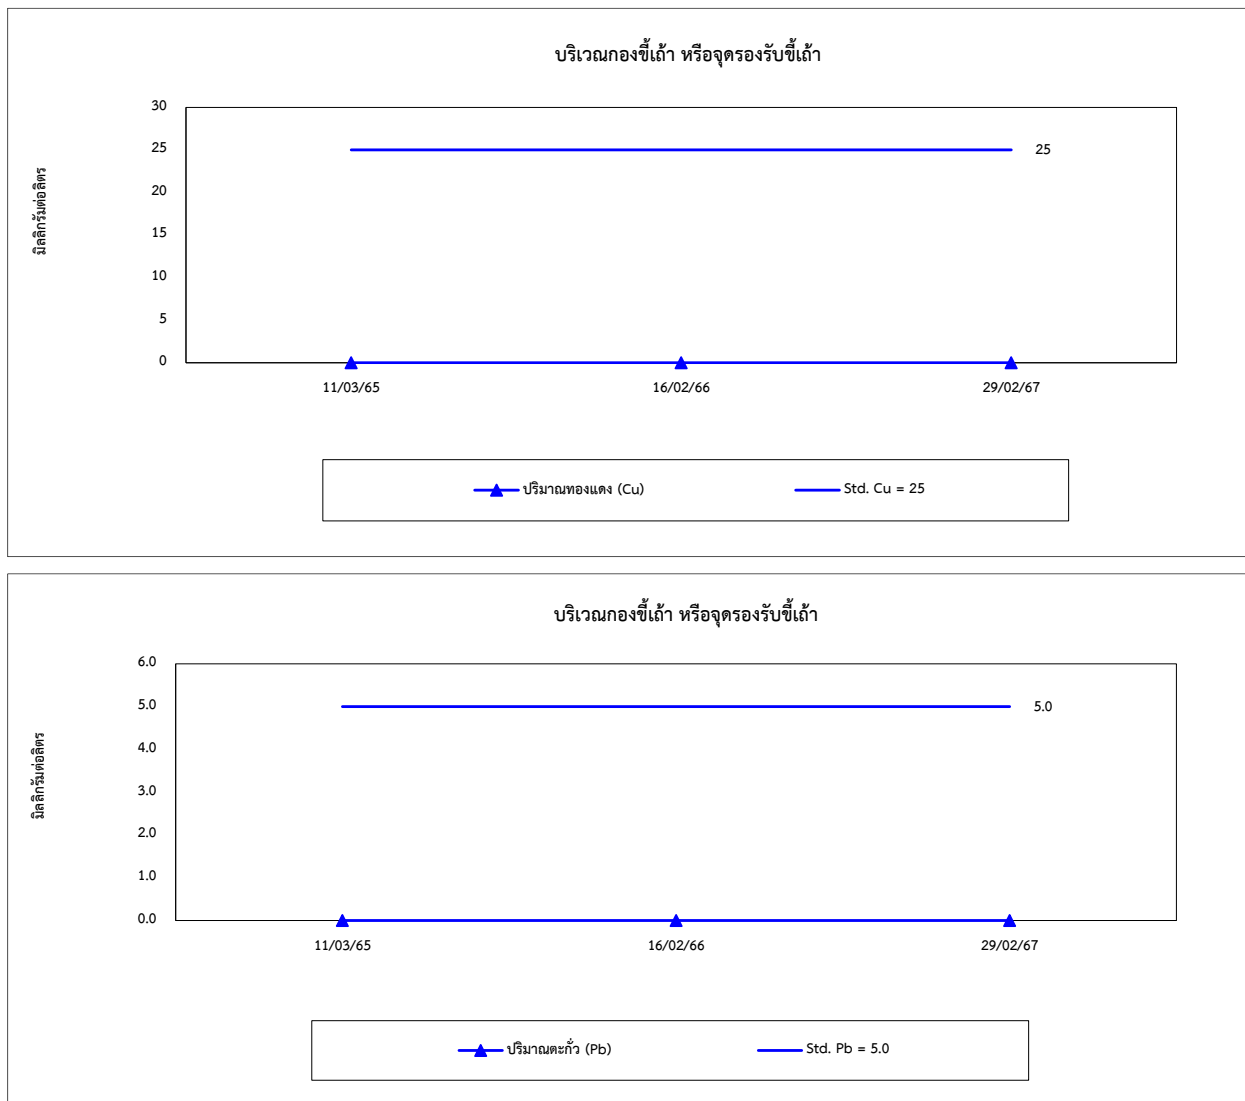 บริเวณกองขี้เถ้า หรือจุดรองรับขี้เถ้า
มิลลิกรัมต่อลิตร
30
25
20
15
10
5
0
25
11/03/65 16/02/66 29/02/67
ปริมาณทองแดง (Cu) Std. Cu = 25
บริเวณกองขี้เถ้า หรือจุดรองรับขี้เถ้า
มิลลิกรัมต่อลิตร
6.0
5.0
4.0
3.0
2.0
1.0
0.0
5.0
11/03/65 16/02/66 29/02/67
ปริมาณตะกั่ว (Pb) Std. Pb = 5.0